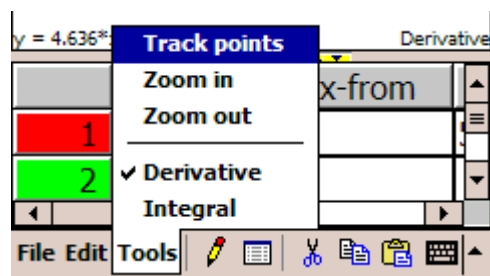 y = 4.636*
Derivative
Track points
Zoom in
x-from
Zoom out
1
Derivative
2
Integral
File Edit Tools